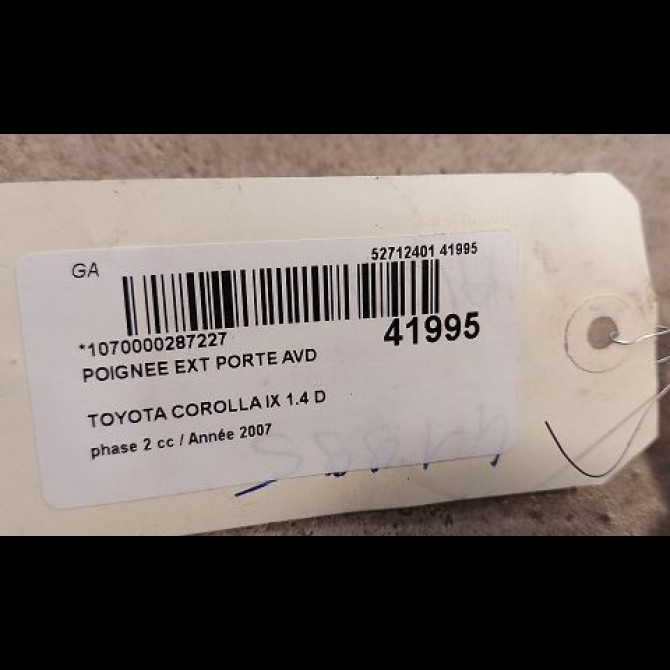 GA
52712401 41995
*1070000287227
41995
POIGNEE EXT PORTE AVD
TOYOTA COROLLA IX 1.4 D
phase 2 cc / Année 2007